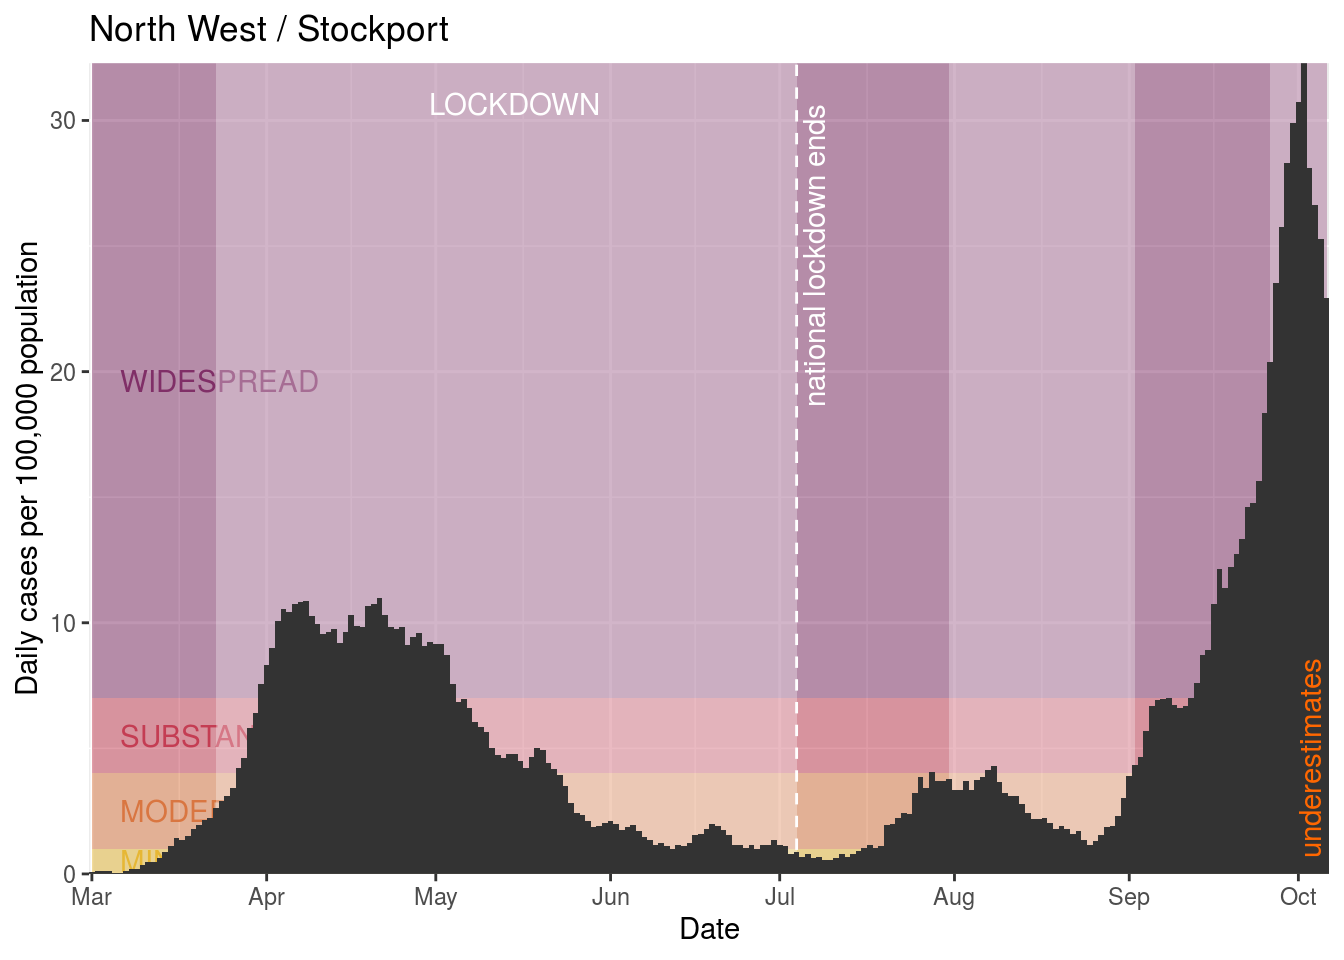 North West / Stockport
Daily cases per 100,000 population
30
20
10
0
LOCKDOWN
national lockdown ends
WIDESPREAD
SUBSTAN
MODE
MI
underestimates
Mar
Apr
May
Jun
Jul
Aug
Sep
Oct
Date